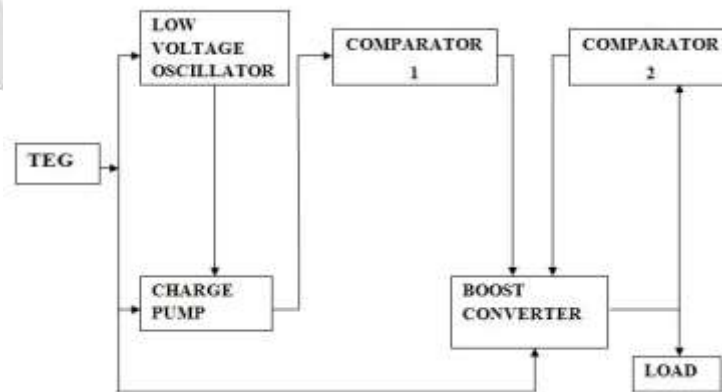 LOW
VOLTAGE
OSCILLATOR
COMPARATOR
1
COMPARATOR
2
TEG
CHARGE
PUMP
BOOST
CONVERTER
LOAD